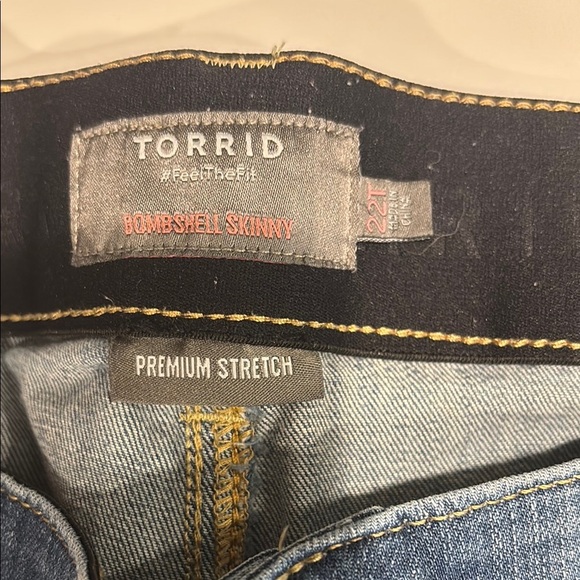 TORRID
#FeelTheFit
BOMBSHELL SKINNY
22T
PREMIUM STRETCH